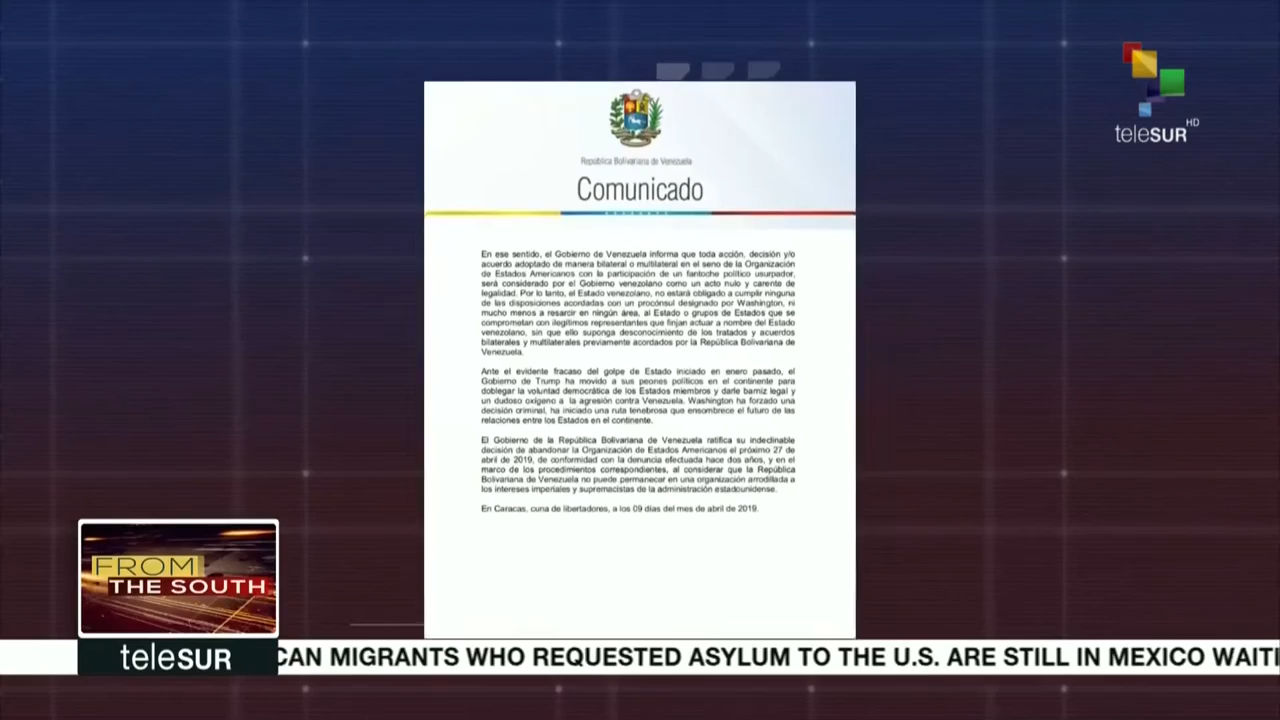 teleSUR HD
República Bolivariana de Venezuela
Comunicado
En ese sentido, el Gobierno de Venezuela informa que toda acción, decisión y/o
acuerdo adoptado de manera bilateral o multilateral en el seno de la Organización
de Estados Americanos con la participación de un fantoche político usurpador,
será considerado por el Gobierno venezolano como un acto nulo y carente de
legalidad. Por lo tanto, el Estado venezolano, no estará obligado a cumplir ninguna
de las disposiciones acordadas con un procónsul designado por Washington, ni
mucho menos a resarcir en ningún área, al Estado o grupos de Estados que se
comprometan con ilegítimos representantes que finjan actuar a nombre del Estado
venezolano, sin que ello suponga desconocimiento de los tratados y acuerdos
bilaterales y multilaterales previamente acordados por la República Bolivariana de
Venezuela.
Ante el evidente fracaso del golpe de Estado iniciado en enero pasado, el
Gobierno de Trump ha movido a sus peones políticos en el continente para
doblegar la voluntad democrática de los Estados miembros y darle barniz legal y
un dudoso oxígeno a la agresión contra Venezuela. Washington ha forzado una
decisión criminal, ha iniciado una ruta tenebrosa que ensombrece el futuro de las
relaciones entre los Estados en el continente.
El Gobierno de la República Bolivariana de Venezuela ratifica su indeclinable
decisión de abandonar la Organización de Estados Americanos el próximo 27 de
abril de 2019, de conformidad con la denuncia efectuada hace dos años, y en el
marco de los procedimientos correspondientes, al considerar que la República
Bolivariana de Venezuela no puede permanecer en una organización arrodillada a
los intereses imperiales y supremacistas de la administración estadounidense.
En Caracas, cuna de libertadores, a los 09 días del mes de abril de 2019.
FROM
THE SOUTH
teleSUR
CAN MIGRANTS WHO REQUESTED ASYLUM TO THE U.S. ARE STILL IN MEXICO WAITI